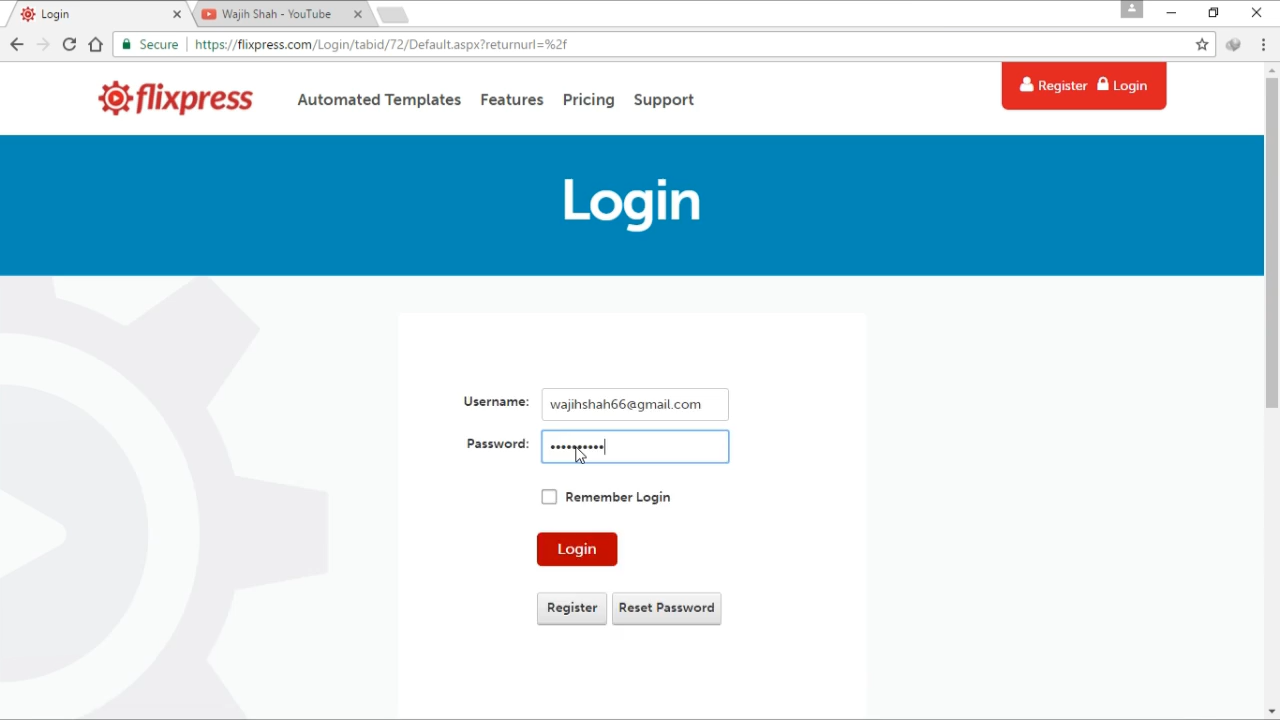 Login
Wajih Shah - YouTube
Secure
https://flixpress.com/Login/tabid/72/Default.aspx?returnurl=%2f
flixpress
Automated Templates
Features
Pricing
Support
Register
Login
Login
Username:
wajihshah66@gmail.com
Password:
••••••••••
Remember Login
Login
Register
Reset Password